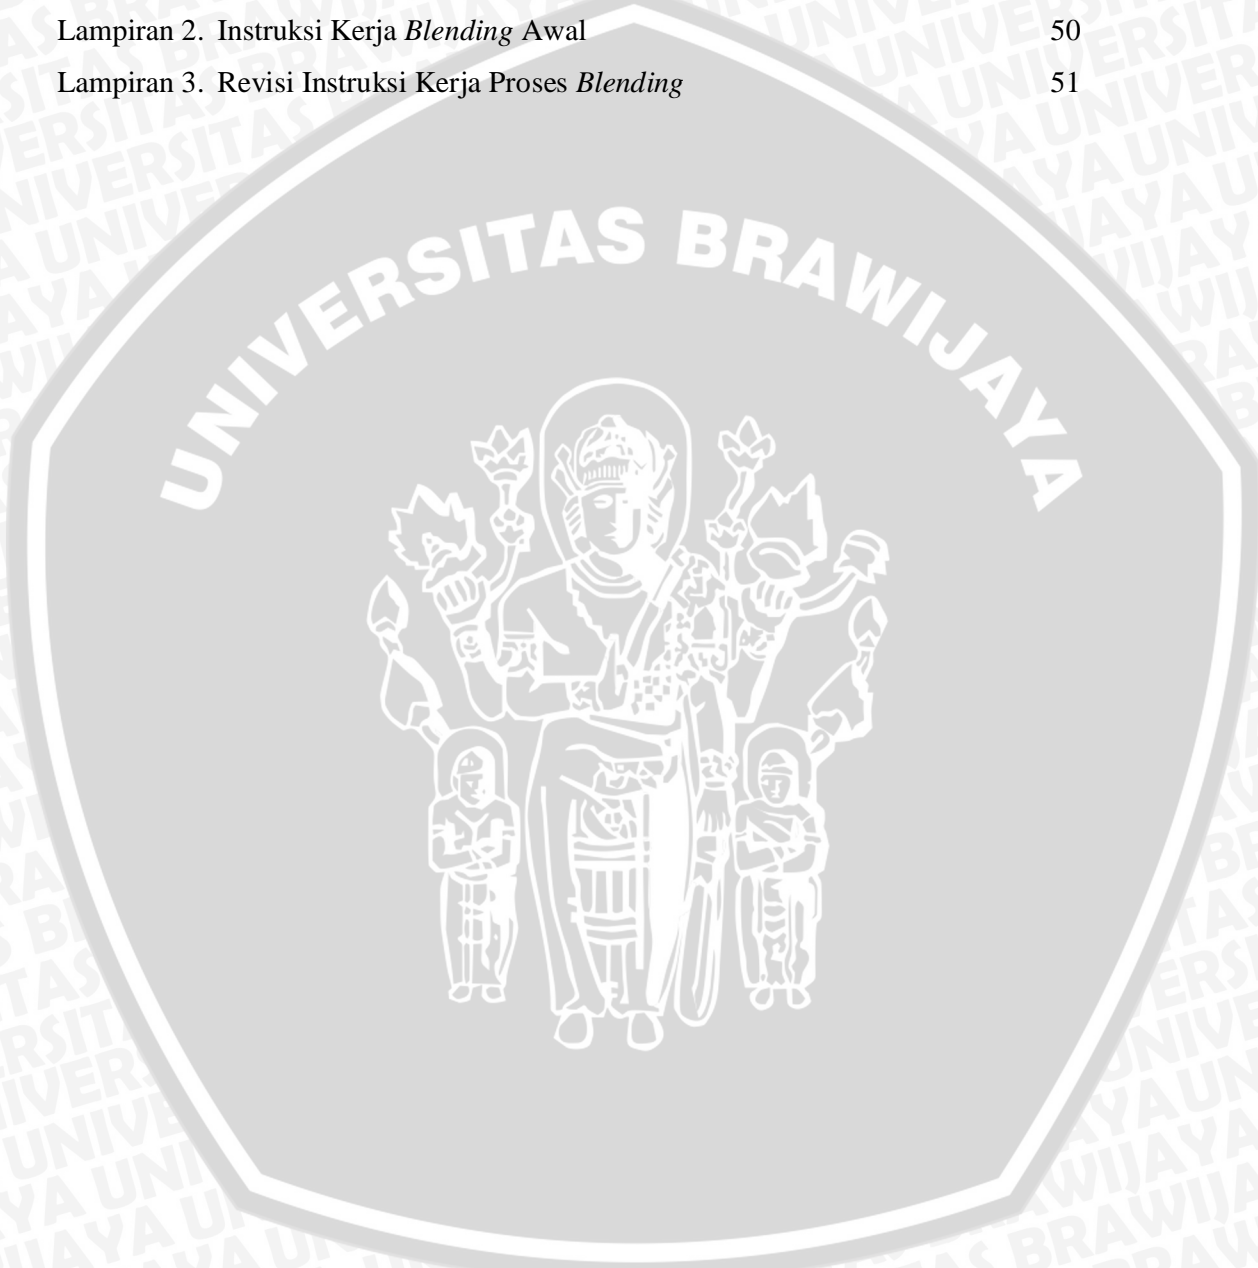 Lampiran 2. Instruksi Kerja Blending Awal 50
Lampiran 3. Revisi Instruksi Kerja Proses Blending 51
UNIVERSITAS BRAWIJAYA